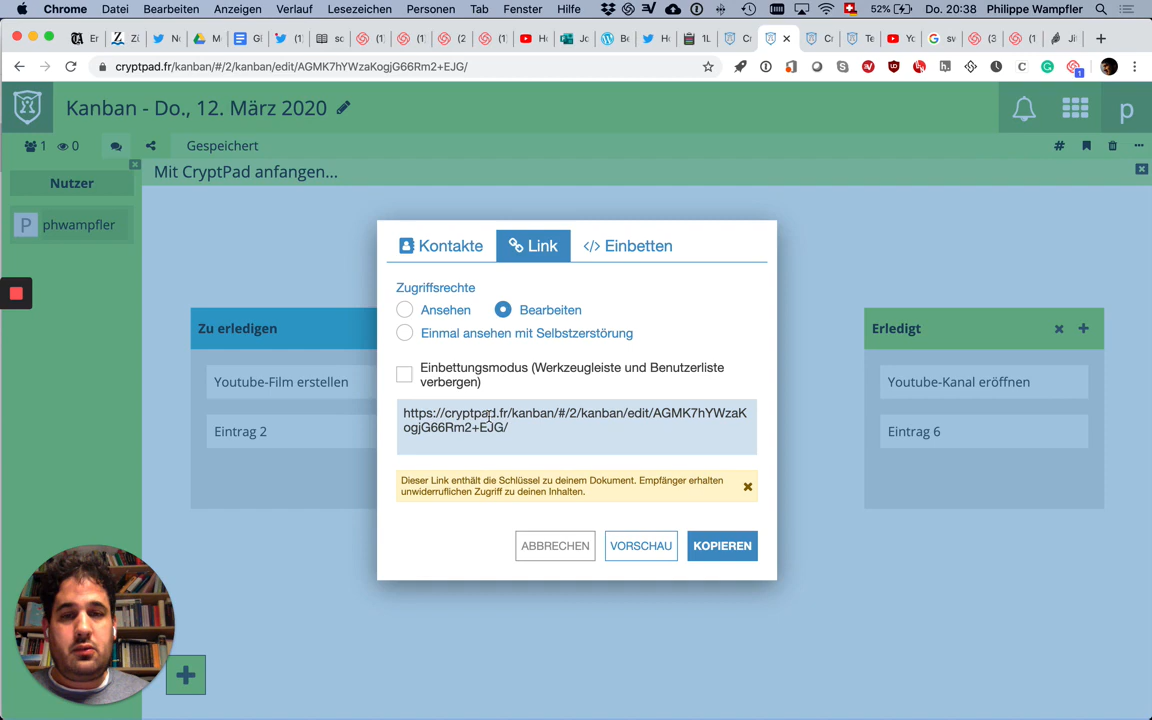 Chrome Datei Bearbeiten Anzeigen Verlauf Lesezeichen Personen Tab Fenster Hilfe 52% Do. 20:38 Philippe Wampfler
cryptpad.fr/kanban/#/2/kanban/edit/AGMK7hYWzaKogjG66Rm2+EJG/
Kanban - Do., 12. März 2020
p
1 0 Gespeichert
Nutzer
Mit CryptPad anfangen...
P phwampfler
Kontakte Link </> Einbetten
Zugriffsrechte
Ansehen Bearbeiten
Einmal ansehen mit Selbstzerstörung
Einbettungsmodus (Werkzeugleiste und Benutzerliste
verbergen)
https://cryptpad.fr/kanban/#/2/kanban/edit/AGMK7hYWzaK
ogjG66Rm2+EJG/
Dieser Link enthält die Schlüssel zu deinem Dokument. Empfänger erhalten
unwiderruflichen Zugriff zu deinen Inhalten.
ABBRECHEN VORSCHAU KOPIEREN
Zu erledigen
Youtube-Film erstellen
Eintrag 2
Erledigt
Youtube-Kanal eröffnen
Eintrag 6